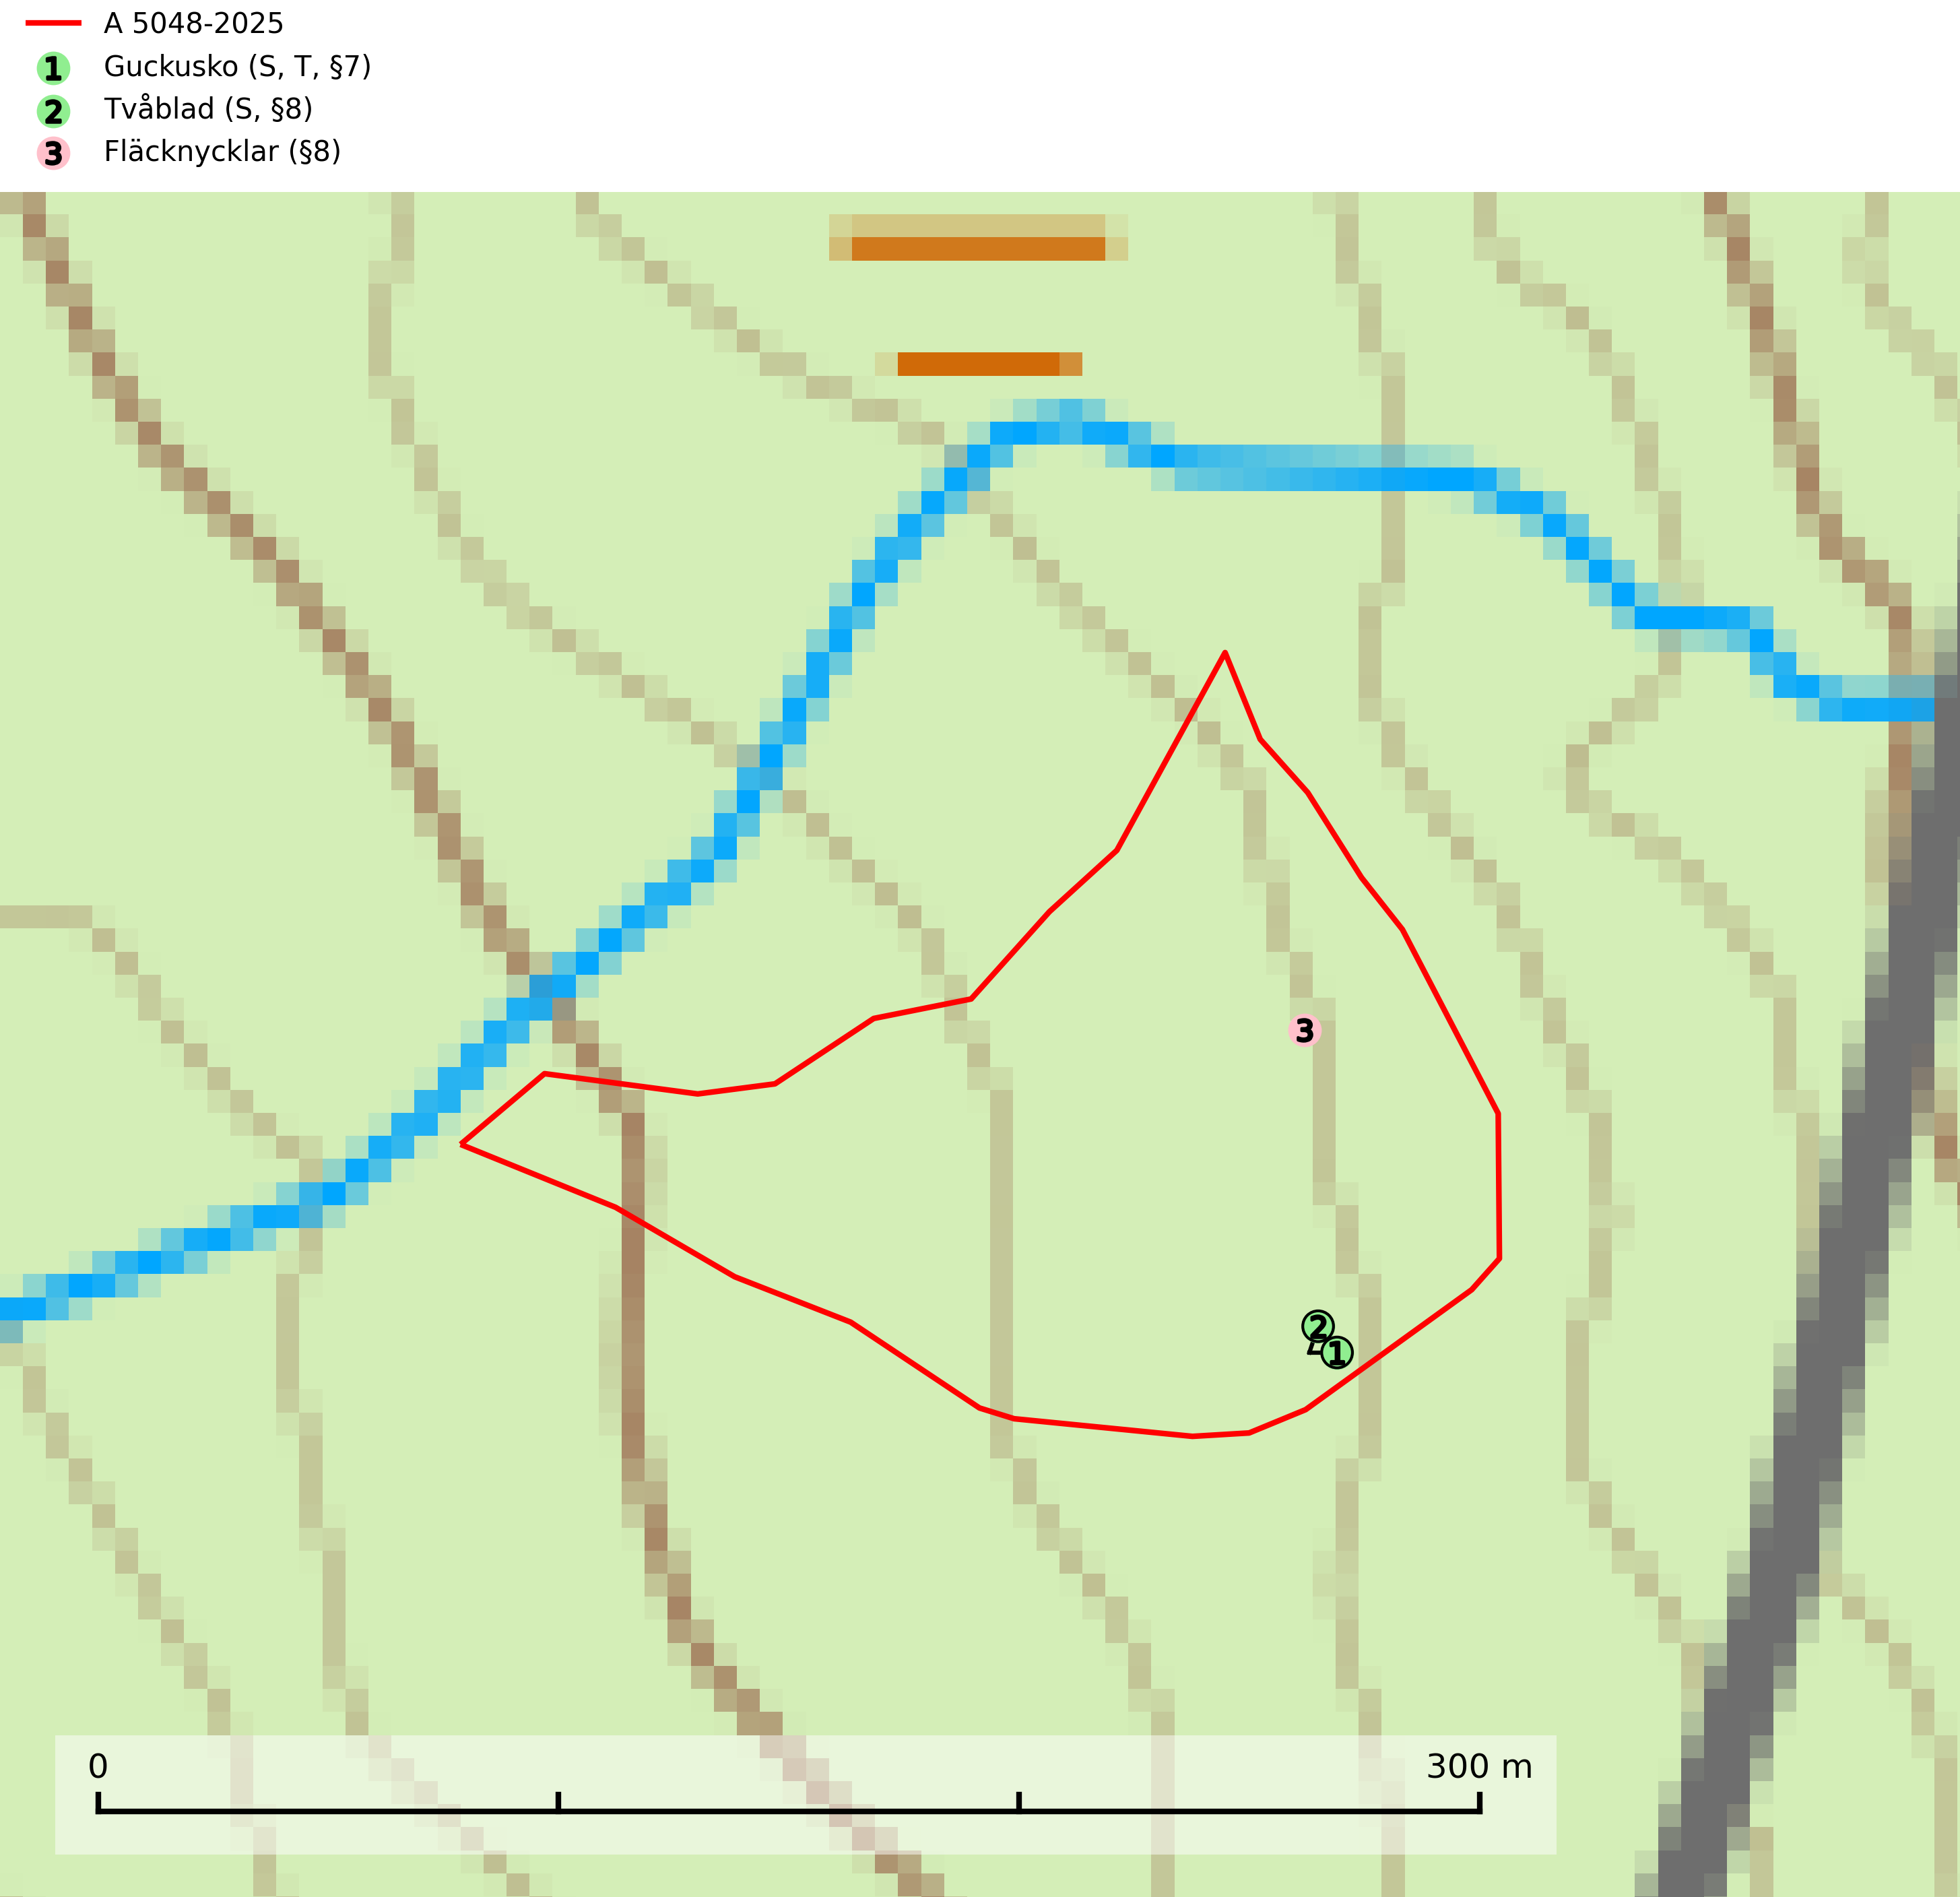 A 5048-2025
1 Guckusko (S, T, §7)
2 Tvåblad (S, §8)
3 Fläcknycklar (§8)
3
2
1
0 300 m